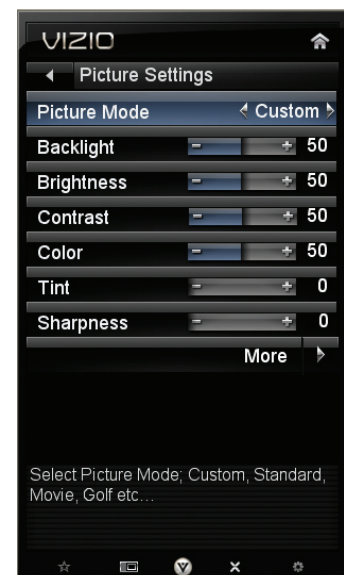 VIZIO
Picture Settings
Picture Mode Custom
Backlight - + 50
Brightness - + 50
Contrast - + 50
Color - + 50
Tint - + 0
Sharpness - + 0
More
Select Picture Mode; Custom, Standard,
Movie, Golf etc...
V